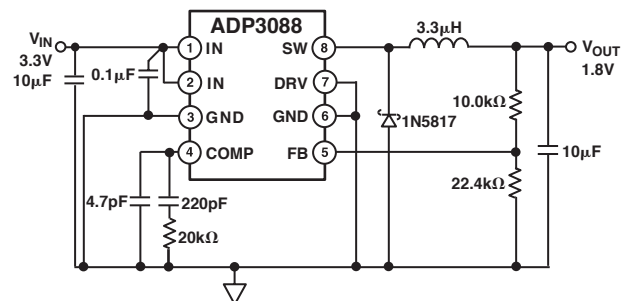 ADP3088
VIN
3.3V
10μF
0.1μF
1 IN
2 IN
3 GND
4 COMP
SW 8
DRV 7
GND 6
FB 5
3.3μH
VOUT
1.8V
10.0kΩ
1N5817
10μF
22.4kΩ
4.7pF
220pF
20kΩ